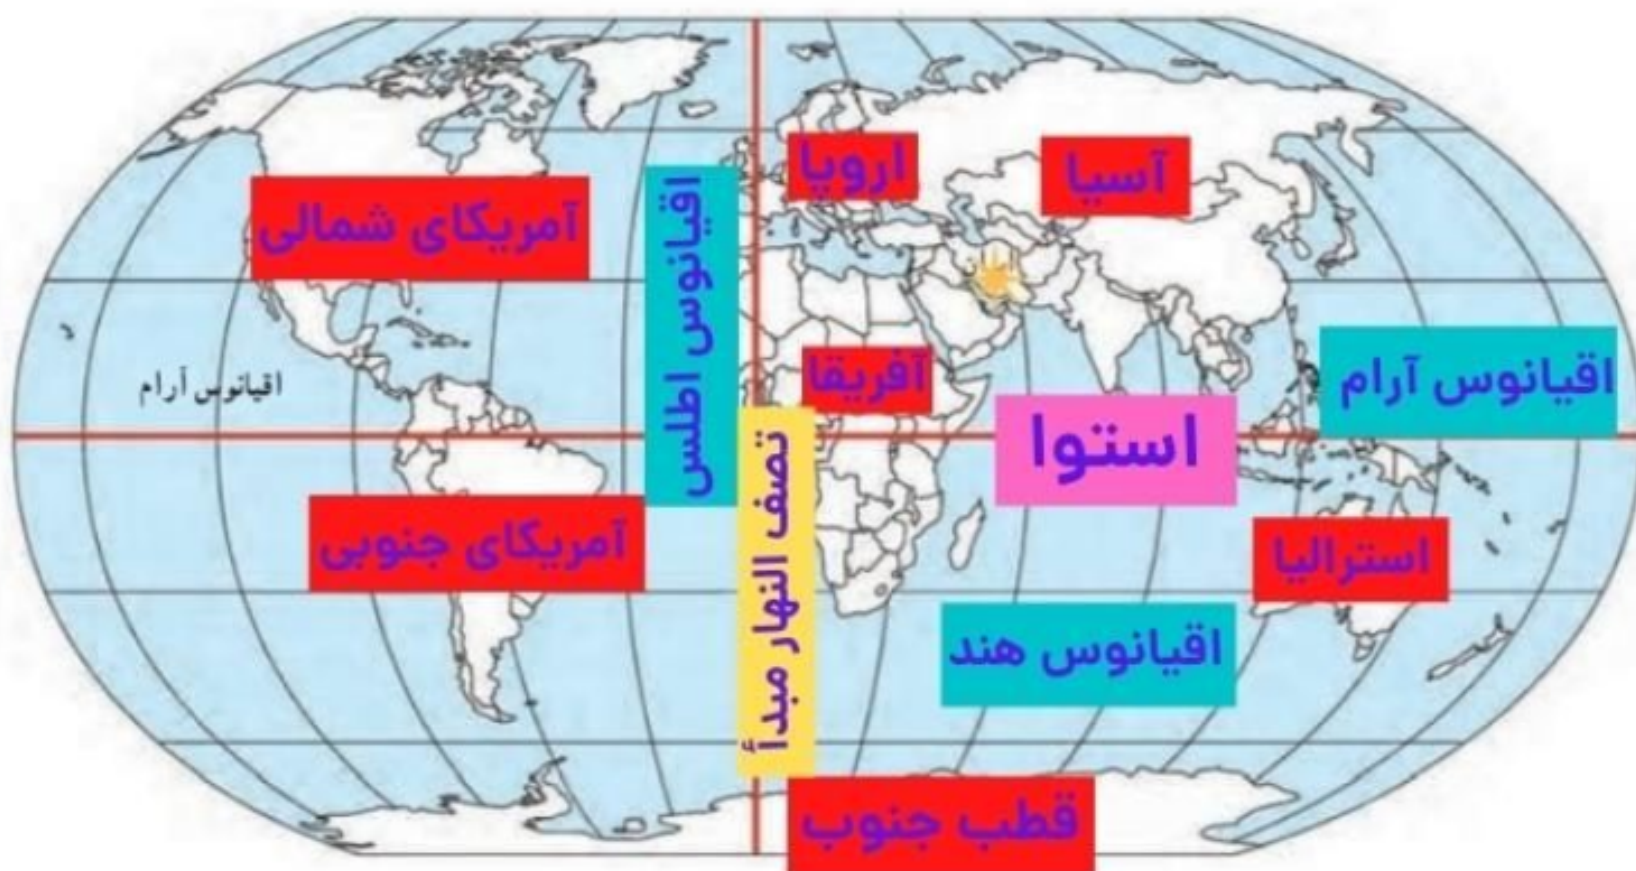 اروپا
آسیا
آمریکای شمالی
اقیانوس اطلس
آفریقا
اقیانوس آرام
اقیانوس آرام
استوا
تصف النهار مبدأ
آمریکای جنوبی
استرالیا
اقیانوس هند
قطب جنوب